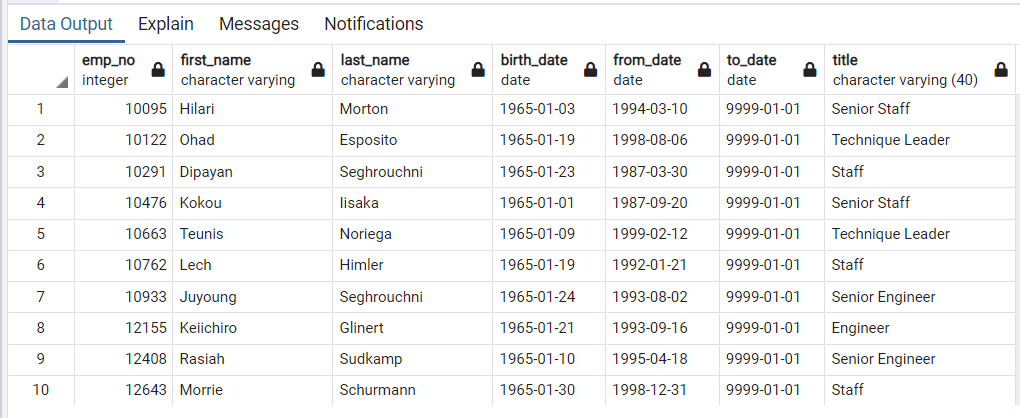 Data Output Explain Messages Notifications
emp_no first_name last_name birth_date from_date to_date title
integer character varying character varying date date date character varying (40)
1 10095 Hilari Morton 1965-01-03 1994-03-10 9999-01-01 Senior Staff
2 10122 Ohad Esposito 1965-01-19 1998-08-06 9999-01-01 Technique Leader
3 10291 Dipayan Seghrouchni 1965-01-23 1987-03-30 9999-01-01 Staff
4 10476 Kokou Iisaka 1965-01-01 1987-09-20 9999-01-01 Senior Staff
5 10663 Teunis Noriega 1965-01-09 1999-02-12 9999-01-01 Technique Leader
6 10762 Lech Himler 1965-01-19 1992-01-21 9999-01-01 Staff
7 10933 Juyoung Seghrouchni 1965-01-24 1993-08-02 9999-01-01 Senior Engineer
8 12155 Keiichiro Glinert 1965-01-21 1993-09-16 9999-01-01 Engineer
9 12408 Rasiah Sudkamp 1965-01-10 1995-04-18 9999-01-01 Senior Engineer
10 12643 Morrie Schurmann 1965-01-30 1998-12-31 9999-01-01 Staff